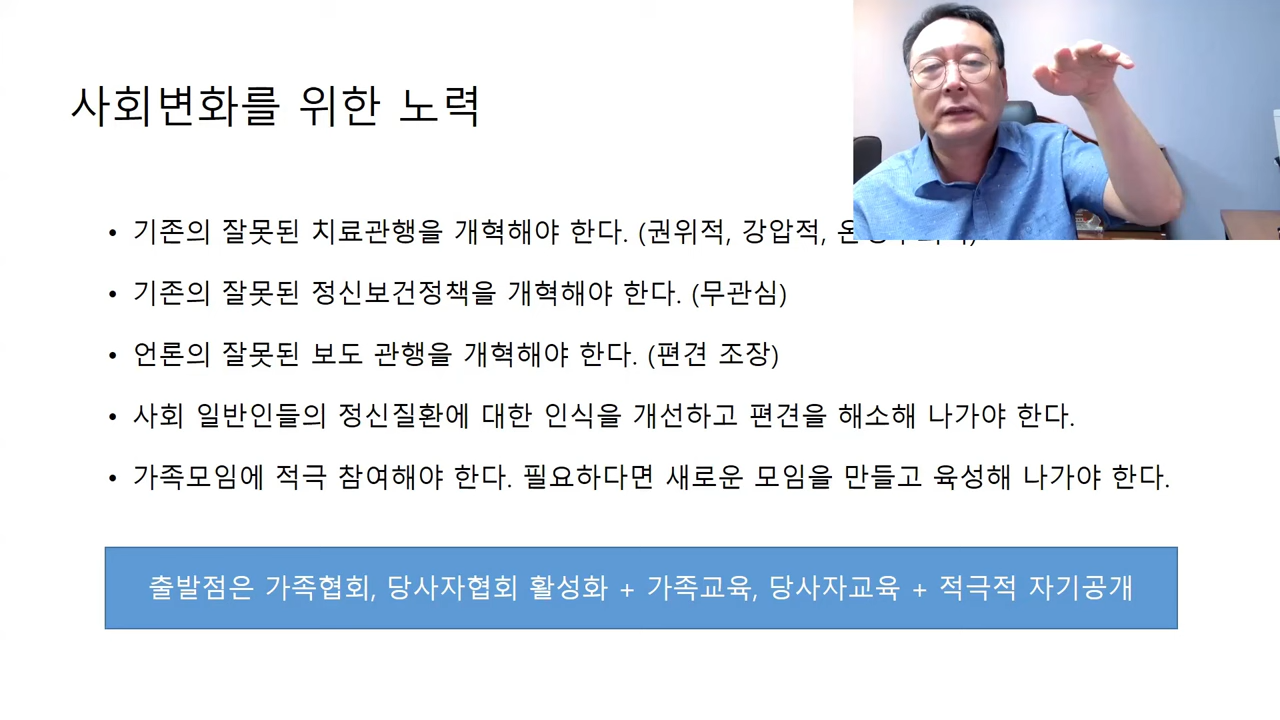 사회변화를 위한 노력
• 기존의 잘못된 치료관행을 개혁해야 한다. (권위적, 강압적,
• 기존의 잘못된 정신보건정책을 개혁해야 한다. (무관심)
• 언론의 잘못된 보도 관행을 개혁해야 한다. (편견 조장)
• 사회 일반인들의 정신질환에 대한 인식을 개선하고 편견을 해소해 나가야 한다.
• 가족모임에 적극 참여해야 한다. 필요하다면 새로운 모임을 만들고 육성해 나가야 한다.
출발점은 가족협회, 당사자협회 활성화 + 가족교육, 당사자교육 + 적극적 자기공개